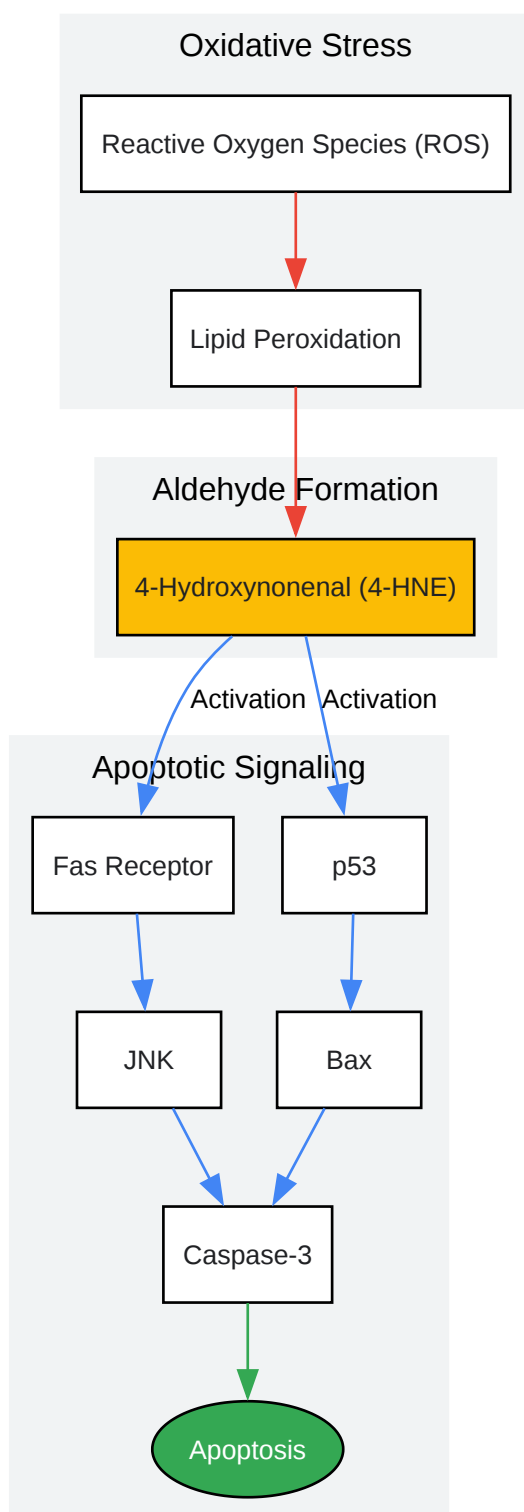 Oxidative Stress
Reactive Oxygen Species (ROS)
Lipid Peroxidation
Aldehyde Formation
4-Hydroxynonenal (4-HNE)
Activation
Activation
Apoptotic Signaling
Fas Receptor
p53
JNK
Bax
Caspase-3
Apoptosis